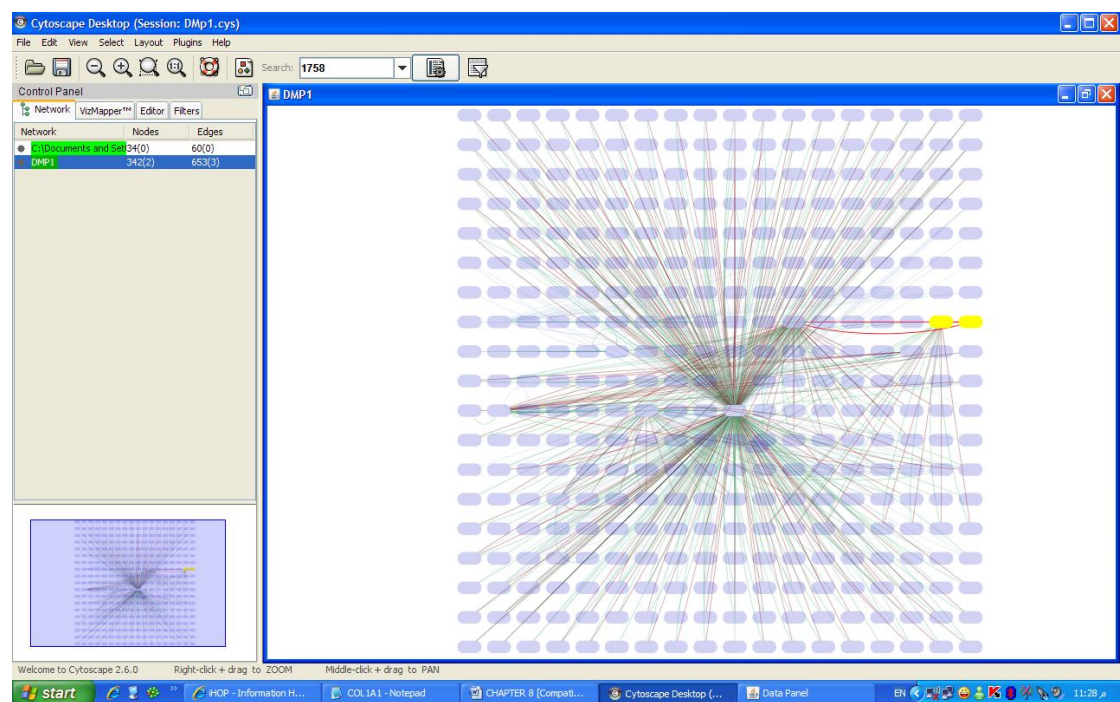 Cytoscape Desktop (Session: DMp1.cys)
File Edit View Select Layout Plugins Help
Search: 1758
Control Panel
Network VizMapper™ Editor Filters
Network Nodes Edges
C:\Documents and Set 34(0) 60(0)
DMP1 342(2) 653(3)
DMP1
Welcome to Cytoscape 2.6.0 Right-click + drag to ZOOM Middle-click + drag to PAN
start iHOP - Information H... COL1A1 - Notepad CHAPTER 8 [Compati... Cytoscape Desktop (... Data Panel EN 11:28 م